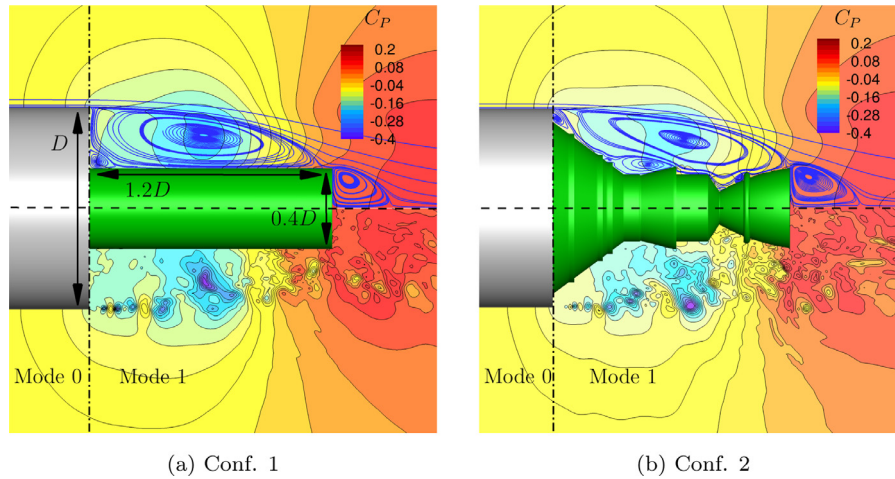 C_P
0.2
0.08
-0.04
-0.16
-0.28
-0.4
D
1.2D
0.4D
Mode 0
Mode 1
(a) Conf. 1
C_P
0.2
0.08
-0.04
-0.16
-0.28
-0.4
Mode 0
Mode 1
(b) Conf. 2